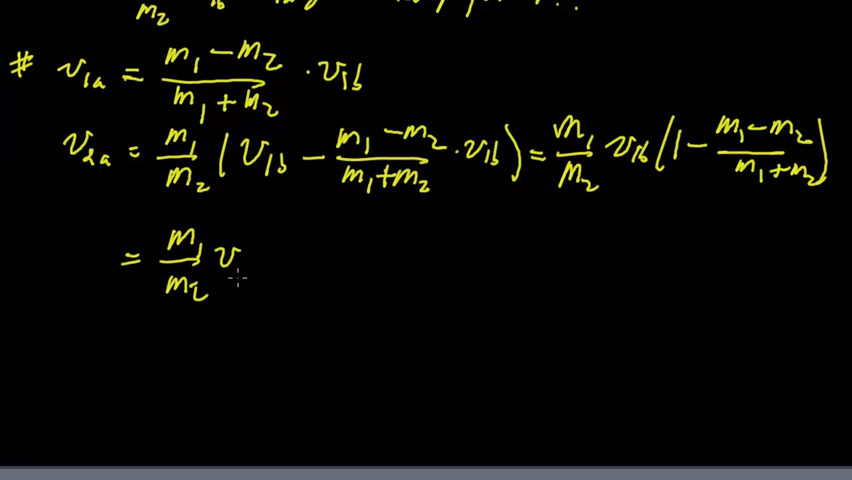 m₂
# v₁ₐ = (m₁ - m₂)/(m₁ + m₂) · v₁b
v₂ₐ = m₁/m₂ (v₁b - (m₁ - m₂)/(m₁ + m₂) · v₁b) = m₁/m₂ v₁b (1 - (m₁ - m₂)/(m₁ + m₂))
= m₁/m₂ v